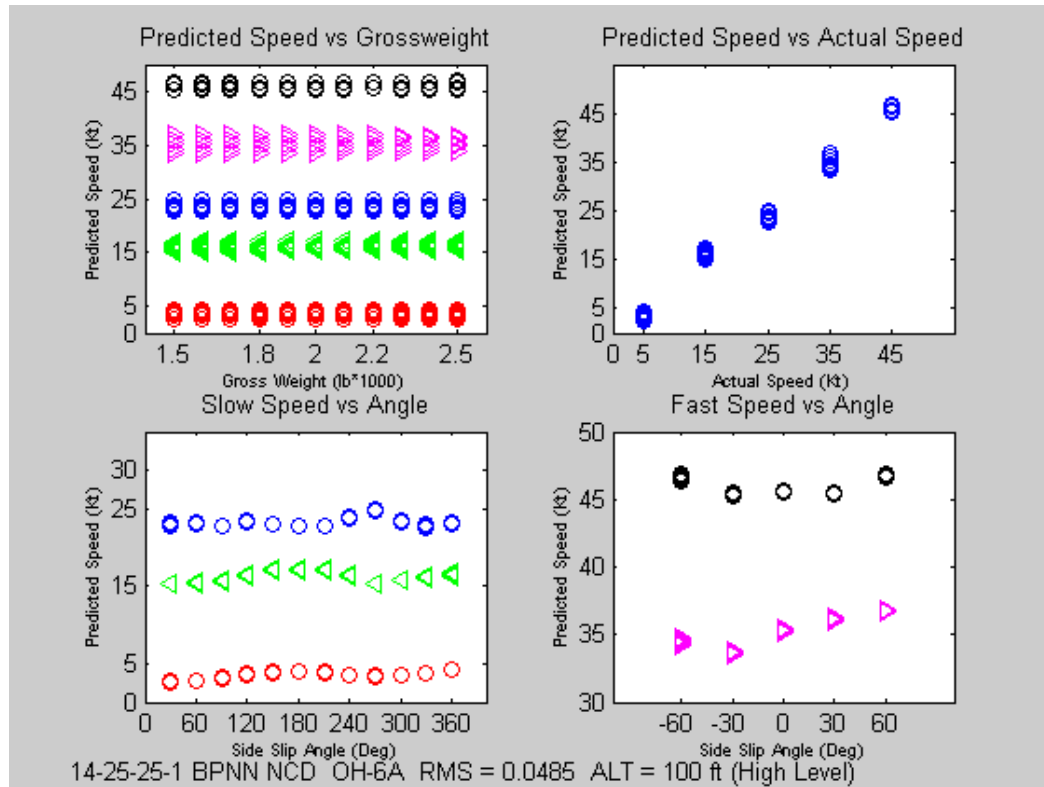 Predicted Speed vs Grossweight
Predicted Speed (Kt)
45
35
25
15
5
0
1.5 1.8 2 2.2 2.5
Gross Weight (lb*1000)
Predicted Speed vs Actual Speed
Predicted Speed (Kt)
45
35
25
15
5
0
0 5 15 25 35 45
Actual Speed (Kt)
Slow Speed vs Angle
Predicted Speed (Kt)
30
25
15
5
0
0 60 120 180 240 300 360
Side Slip Angle (Deg)
Fast Speed vs Angle
Predicted Speed (Kt)
50
45
40
35
30
-60 -30 0 30 60
Side Slip Angle (Deg)
14-25-25-1 BPNN NCD OH-6A RMS = 0.0485 ALT = 100 ft (High Level)